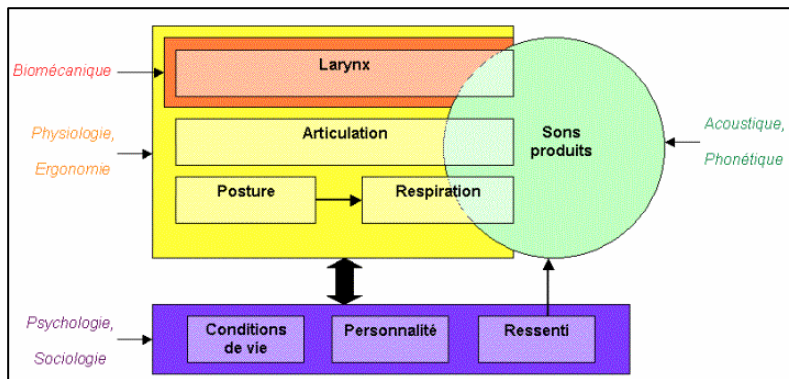 Biomécanique
Larynx
Physiologie,
Ergonomie
Articulation
Posture
Respiration
Sons
produits
Acoustique,
Phonétique
Psychologie,
Sociologie
Conditions
de vie
Personnalité
Ressenti